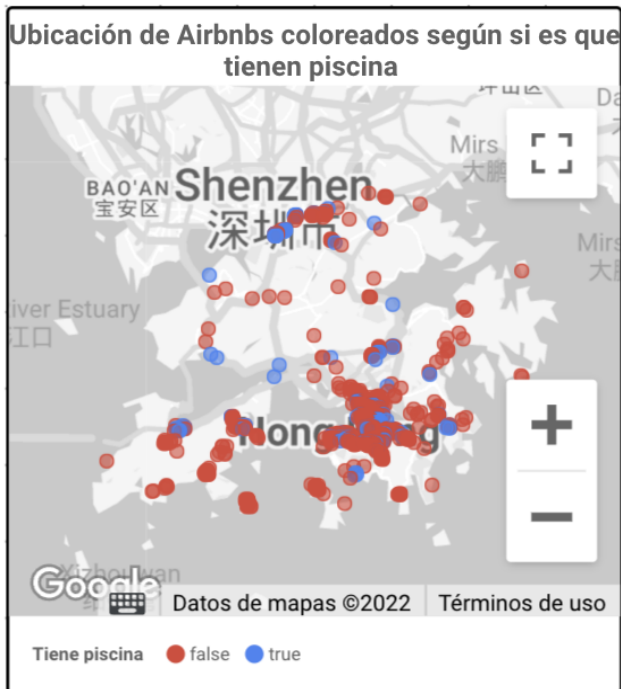 Ubicación de Airbnbs coloreados según si es que
tienen piscina
Mirs
大鹏
BAO'AN
宝安区
Shenzhen
深圳市
Mirs
大鹏
iver Estuary
江口
Hong
g
Google
Datos de mapas ©2022
Términos de uso
Tiene piscina
false
true